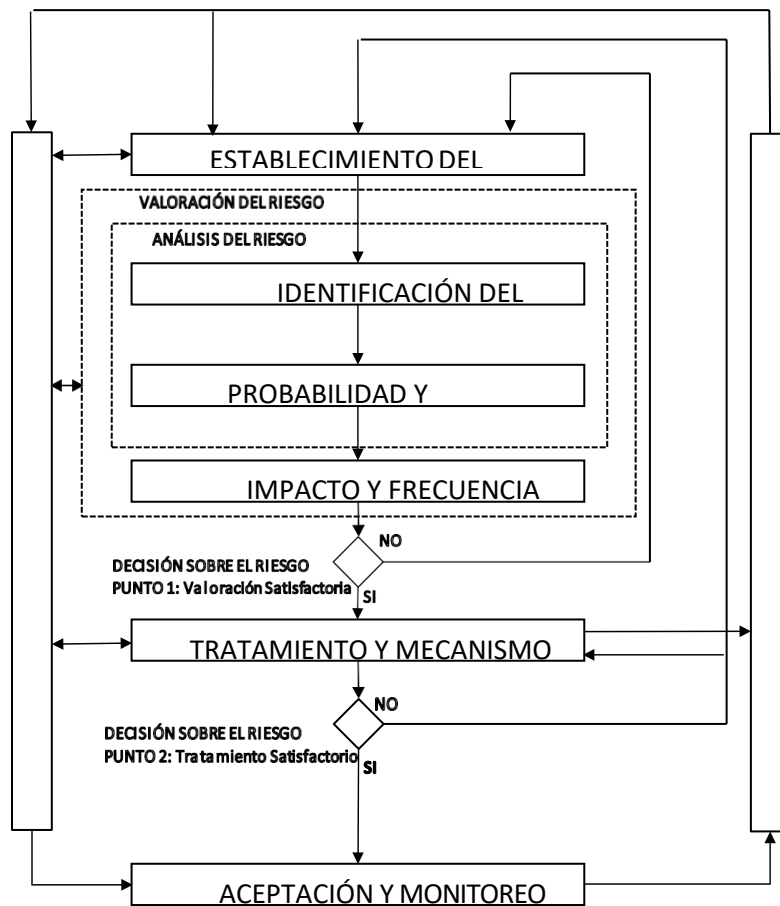 ESTABLECIMIENTO DEL
VALORACIÓN DEL RIESGO
ANÁLISIS DEL RIESGO
IDENTIFICACIÓN DEL
PROBABILIDAD Y
IMPACTO Y FRECUENCIA
NO
DECISIÓN SOBRE EL RIESGO
PUNTO 1: Valoración Satisfactoria
SI
TRATAMIENTO Y MECANISMO
NO
DECISIÓN SOBRE EL RIESGO
PUNTO 2: Tratamiento Satisfactorio
SI
ACEPTACIÓN Y MONITOREO